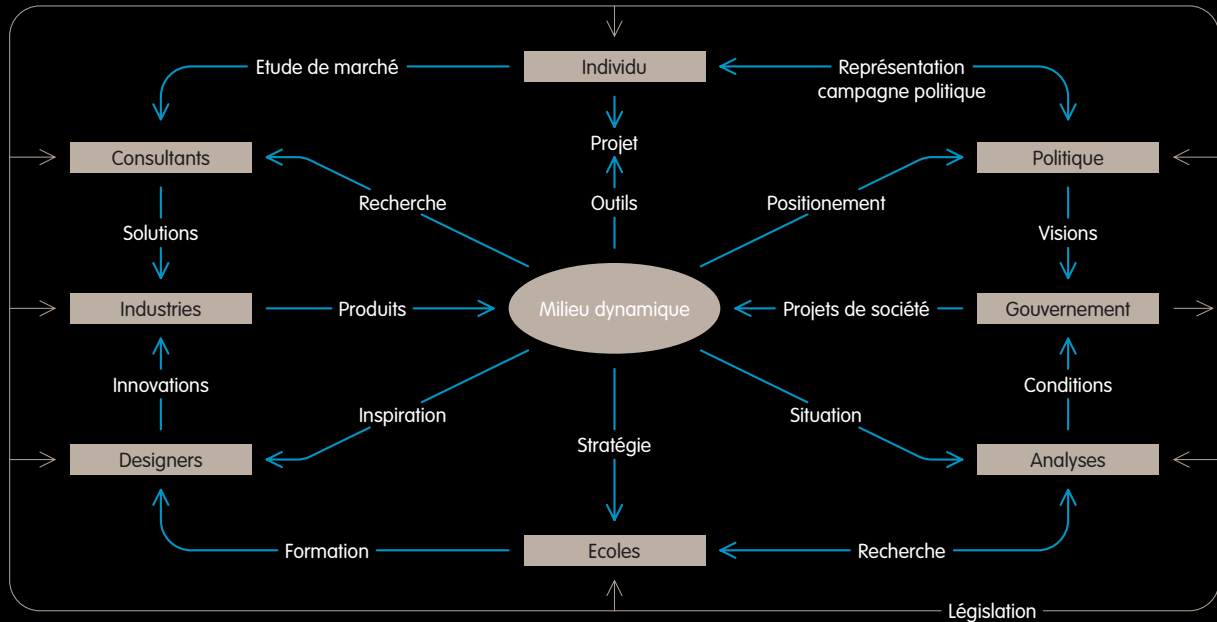 Etude de marché
Individu
Représentation
campagne politique
Projet
Consultants
Politique
Recherche
Outils
Positionement
Solutions
Visions
Industries
Produits
Milieu dynamique
Projets de société
Gouvernement
Innovations
Conditions
Inspiration
Situation
Stratégie
Designers
Analyses
Formation
Ecoles
Recherche
Législation